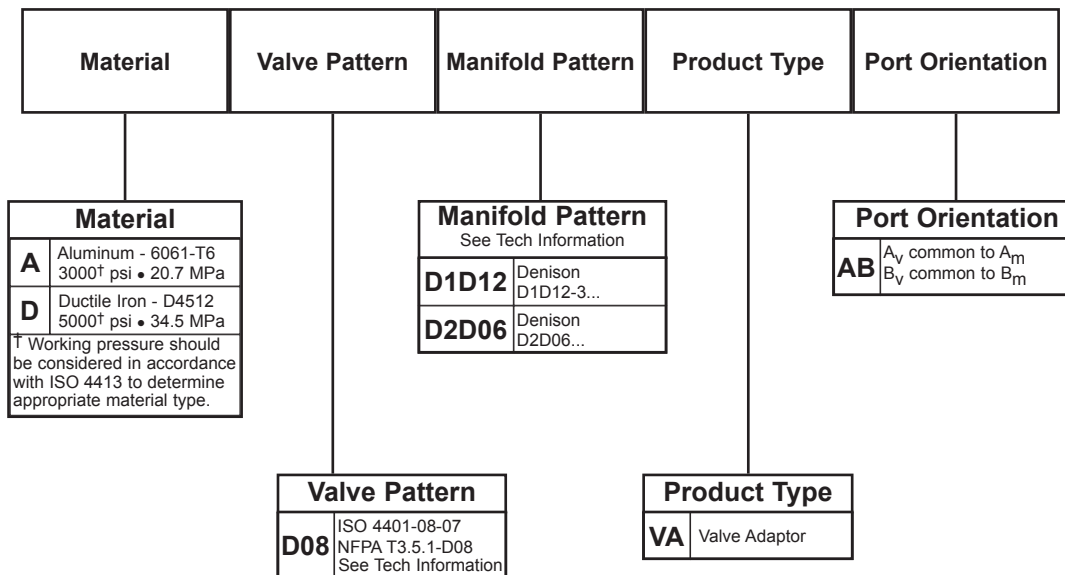 Material
Valve Pattern
Manifold Pattern
Product Type
Port Orientation
Material
A
Aluminum - 6061-T6
3000† psi • 20.7 MPa
D
Ductile Iron - D4512
5000† psi • 34.5 MPa
† Working pressure should
be considered in accordance
with ISO 4413 to determine
appropriate material type.
Manifold Pattern
See Tech Information
D1D12
Denison
D1D12-3...
D2D06
Denison
D2D06...
Port Orientation
AB
Av common to Am
Bv common to Bm
Valve Pattern
D08
ISO 4401-08-07
NFPA T3.5.1-D08
See Tech Information
Product Type
VA
Valve Adaptor